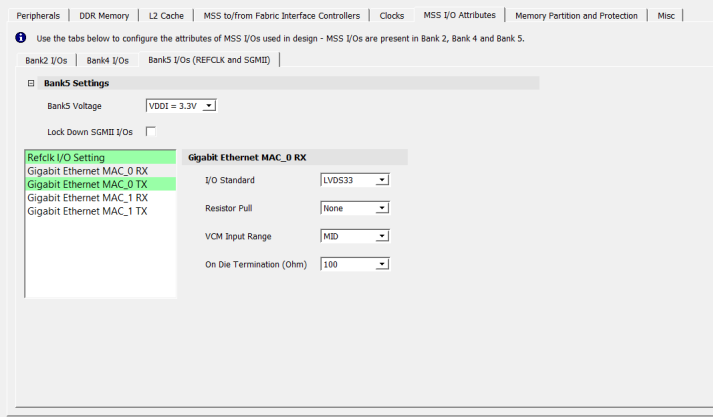 Peripherals DDR Memory L2 Cache MSS to/from Fabric Interface Controllers Clocks MSS I/O Attributes Memory Partition and Protection Misc
Use the tabs below to configure the attributes of MSS I/Os used in design - MSS I/Os are present in Bank 2, Bank 4 and Bank 5.
Bank2 I/Os Bank4 I/Os Bank5 I/Os (REFCLK and SGMII)
Bank5 Settings
Bank5 Voltage VDDI = 3.3V
Lock Down SGMII I/Os
Refclk I/O Setting
Gigabit Ethernet MAC_0 RX
Gigabit Ethernet MAC_0 TX
Gigabit Ethernet MAC_1 RX
Gigabit Ethernet MAC_1 TX
Gigabit Ethernet MAC_0 RX
I/O Standard LVDS33
Resistor Pull None
VCM Input Range MID
On Die Termination (Ohm) 100